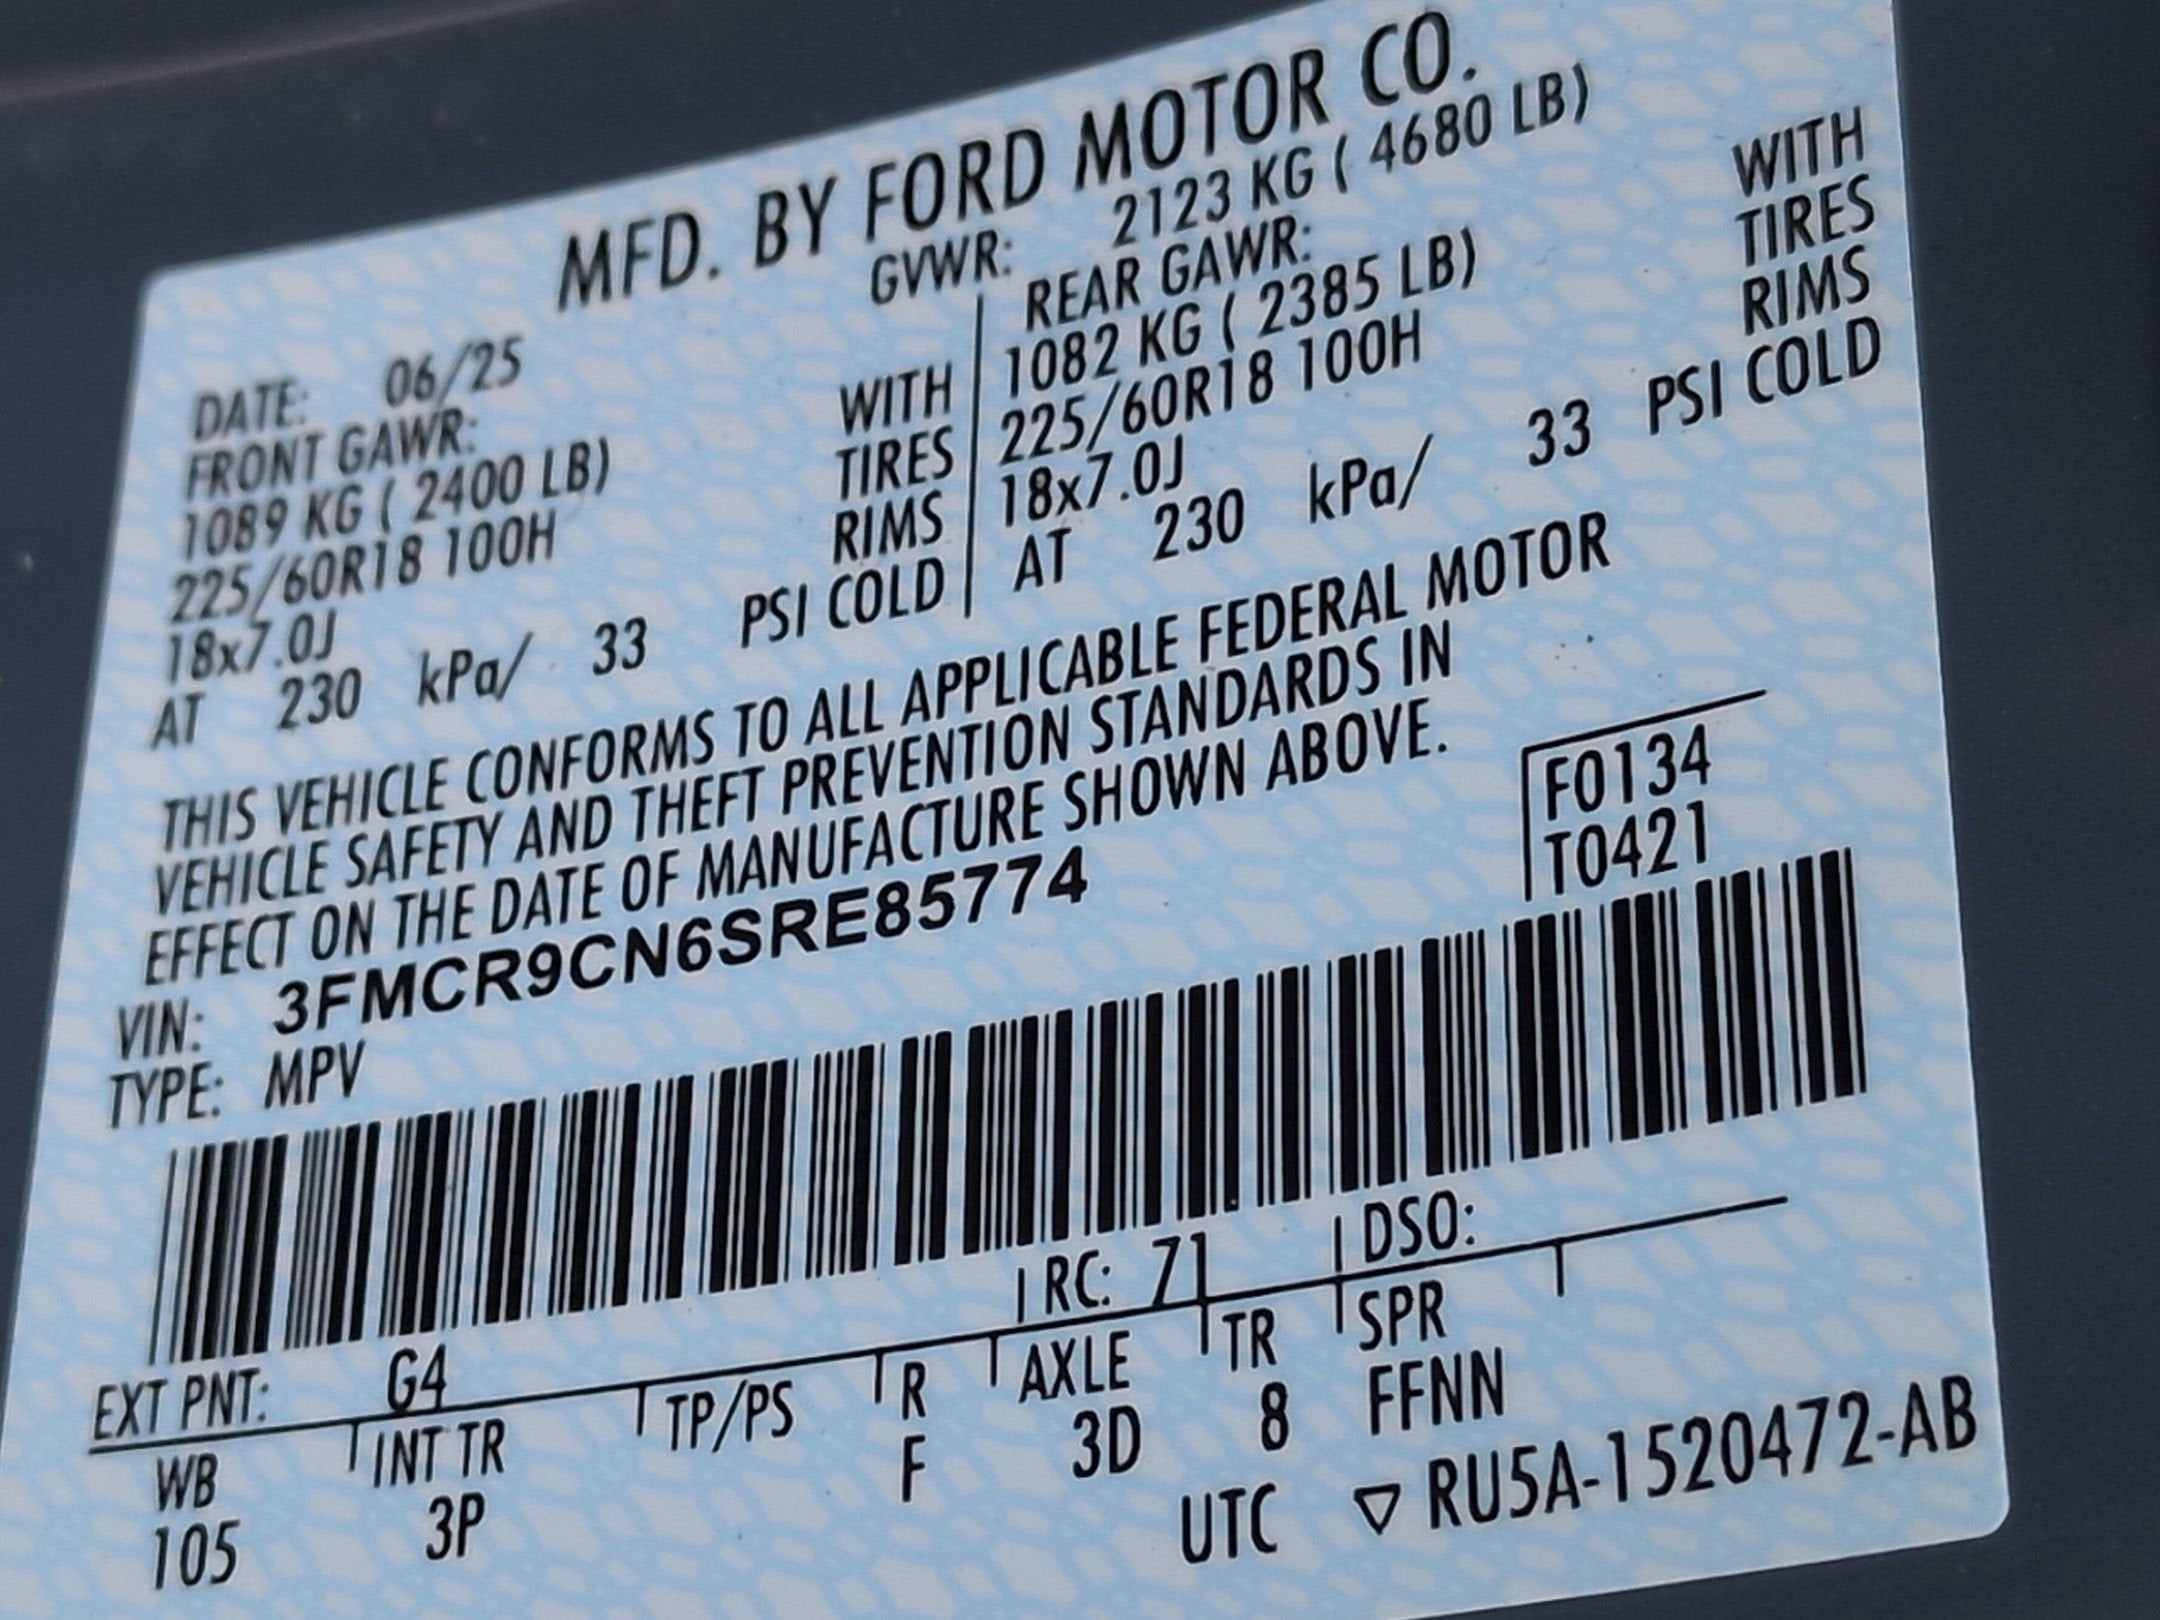 MFD. BY FORD MOTOR CO.
DATE: 06/25 GVWR: 2123 KG ( 4680 LB)
FRONT GAWR:
1089 KG ( 2400 LB) WITH
225/60R18 100H TIRES
18x7.0J RIMS
AT 230 kPa/ 33 PSI COLD
REAR GAWR:
1082 KG ( 2385 LB) WITH
225/60R18 100H TIRES
18x7.0J RIMS
AT 230 kPa/ 33 PSI COLD
THIS VEHICLE CONFORMS TO ALL APPLICABLE FEDERAL MOTOR
VEHICLE SAFETY AND THEFT PREVENTION STANDARDS IN
EFFECT ON THE DATE OF MANUFACTURE SHOWN ABOVE.
VIN: 3FMCR9CN6SRE85774
TYPE: MPV
F0134
T0421
EXT PNT: G4 RC: 71 DSO:
WB INT TR TP/PS R AXLE TR SPR
105 3P F 3D 8 FFNN
UTC ▽ RU5A-1520472-AB